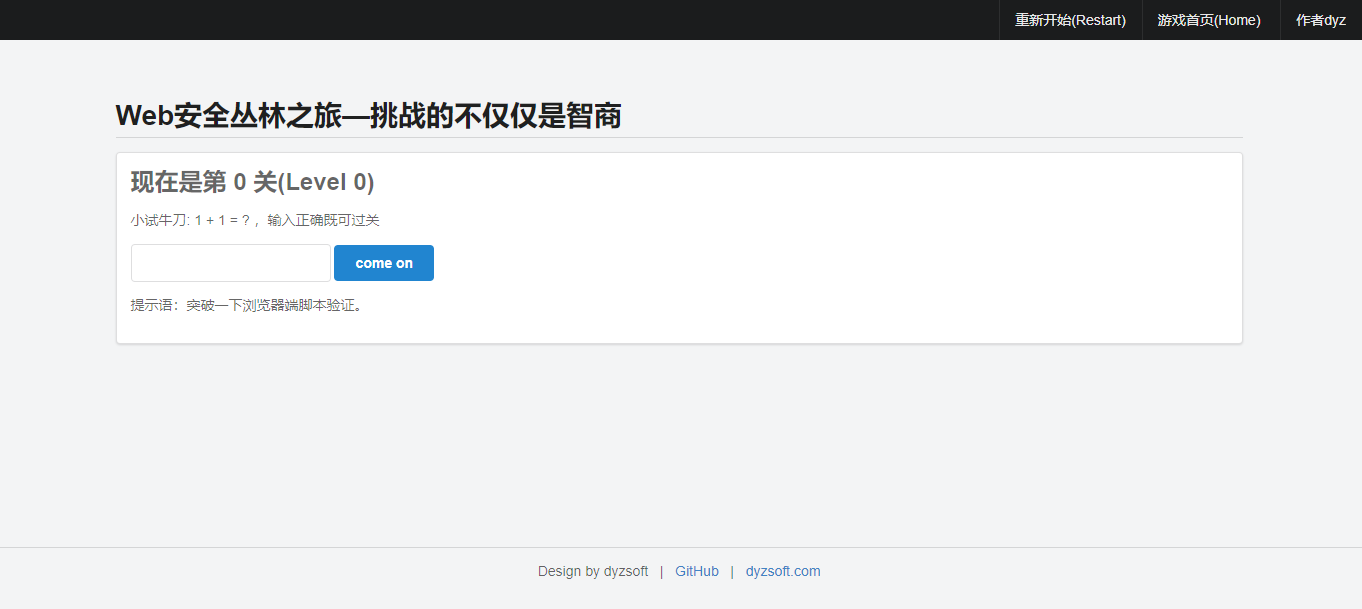 重新开始(Restart) 游戏首页(Home) 作者dyz
Web安全丛林之旅—挑战的不仅仅是智商
现在是第 0 关(Level 0)
小试牛刀: 1 + 1 = ? ，输入正确既可过关
come on
提示语：突破一下浏览器端脚本验证。
Design by dyzsoft | GitHub | dyzsoft.com